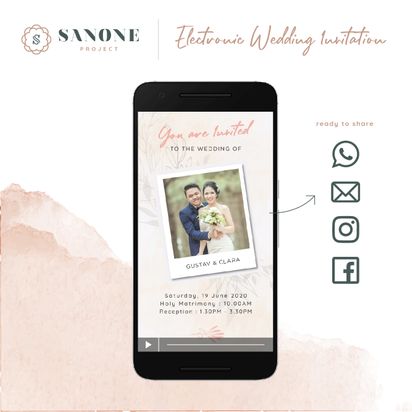 SANONE
PROJECT
Electronic Wedding Invitation
ready to share
You are Invited
TO THE WEDDING OF
GUSTAV & CLARA
Saturday, 19 June 2020
Holy Matrimony : 10.00AM
Reception : 1.30PM - 3.30PM